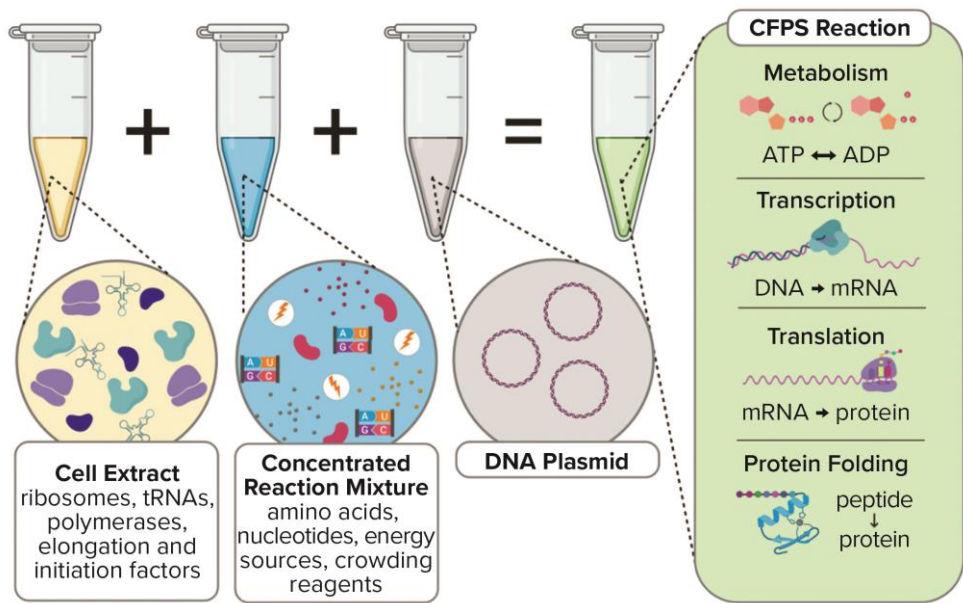 +
+
=
Cell Extract
ribosomes, tRNAs,
polymerases,
elongation and
initiation factors
A U
G C
A U
G C
A U
G C
Concentrated
Reaction Mixture
amino acids,
nucleotides, energy
sources, crowding
reagents
DNA Plasmid
CFPS Reaction
Metabolism
ATP ↔ ADP
Transcription
DNA → mRNA
Translation
mRNA → protein
Protein Folding
peptide
↓
protein